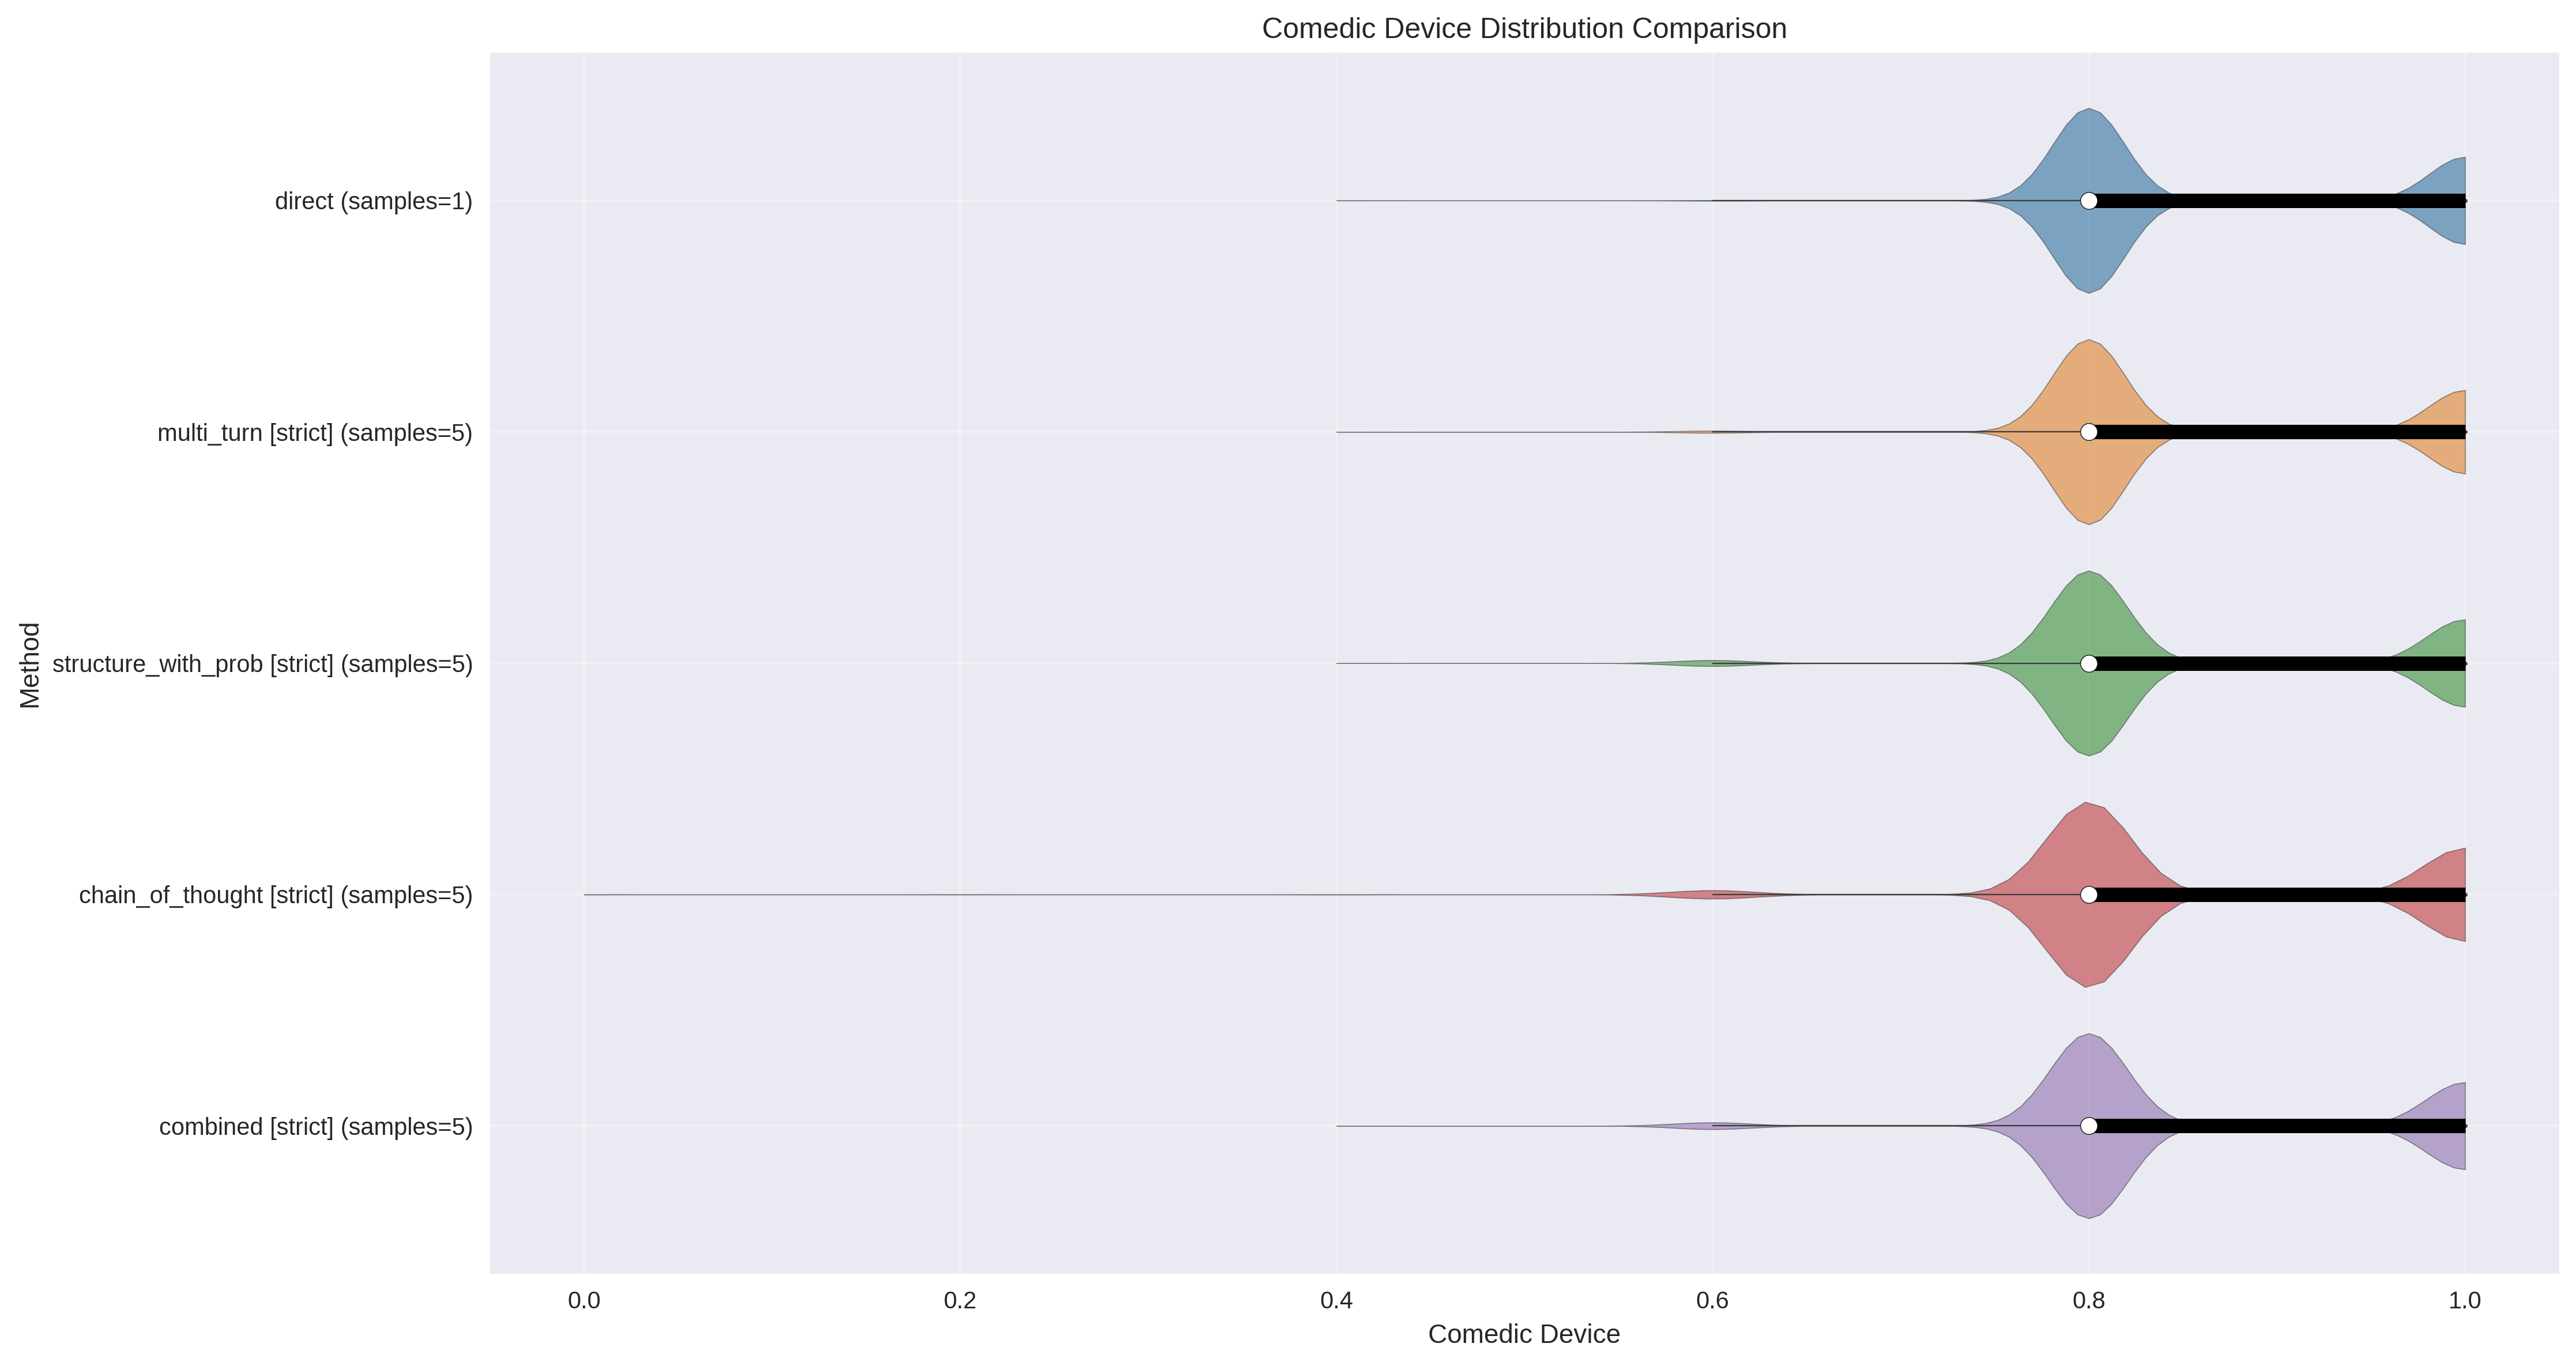 Comedic Device Distribution Comparison
Method
direct (samples=1)
multi_turn [strict] (samples=5)
structure_with_prob [strict] (samples=5)
chain_of_thought [strict] (samples=5)
combined [strict] (samples=5)
0.0 0.2 0.4 0.6 0.8 1.0
Comedic Device